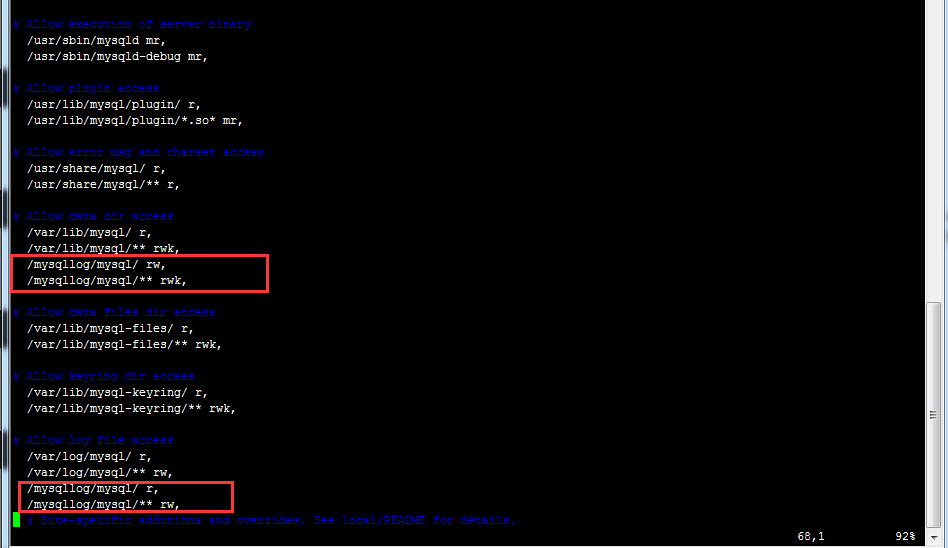 # Allow execution of server binary
/usr/sbin/mysqld mr,
/usr/sbin/mysqld-debug mr,
# Allow plugin access
/usr/lib/mysql/plugin/ r,
/usr/lib/mysql/plugin/*.so* mr,
# Allow error msg and charset access
/usr/share/mysql/ r,
/usr/share/mysql/** r,
# Allow data dir access
/var/lib/mysql/ r,
/var/lib/mysql/** rwk,
/mysqllog/mysql/ rw,
/mysqllog/mysql/** rwk,
# Allow data files dir access
/var/lib/mysql-files/ r,
/var/lib/mysql-files/** rwk,
# Allow keyring dir access
/var/lib/mysql-keyring/ r,
/var/lib/mysql-keyring/** rwk,
# Allow log file access
/var/log/mysql/ r,
/var/log/mysql/** rw,
/mysqllog/mysql/ r,
/mysqllog/mysql/** rw,
# Site-specific additions and overrides. See local/README for details.
68,1 92%